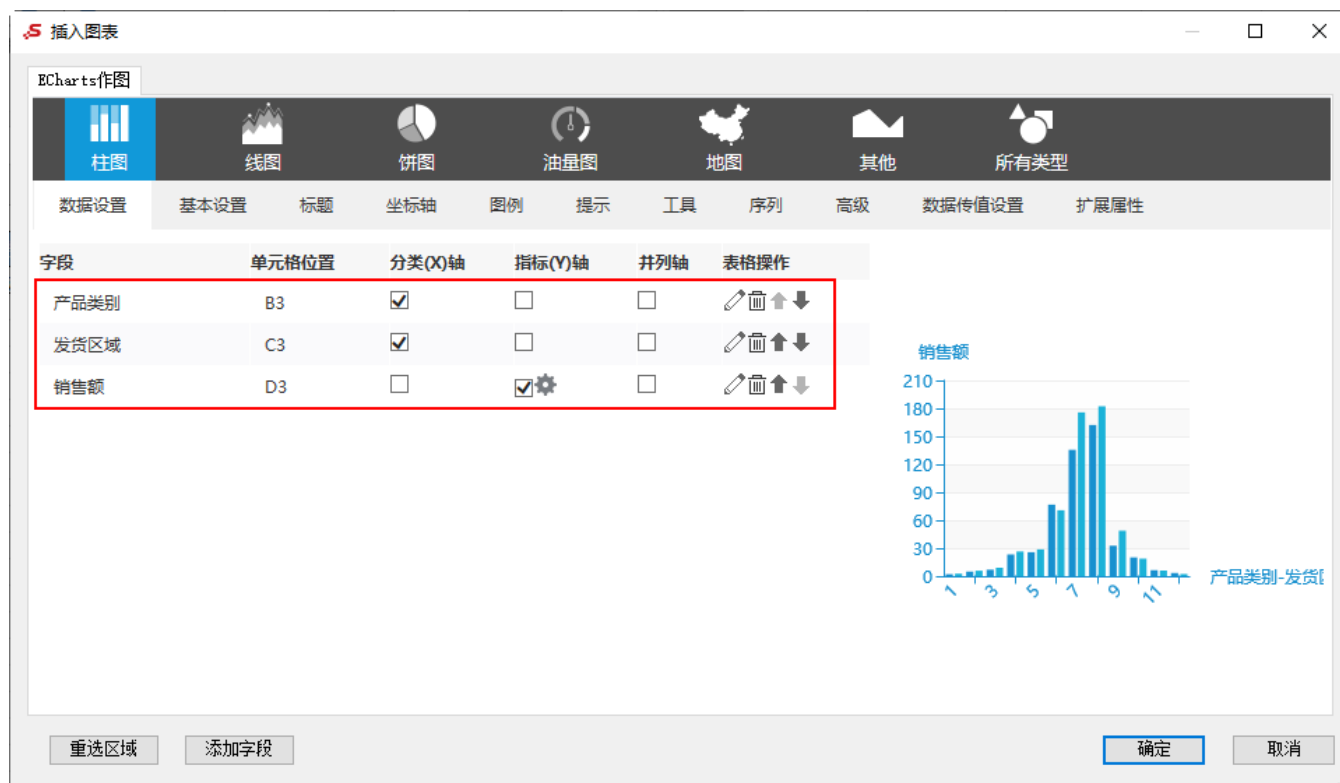 插入图表
ECharts作图
柱图 线图 饼图 油量图 地图 其他 所有类型
数据设置 基本设置 标题 坐标轴 图例 提示 工具 序列 高级 数据传值设置 扩展属性
字段 单元格位置 分类(X)轴 指标(Y)轴 并列轴 表格操作
产品类别 B3
发货区域 C3
销售额 D3
销售额
210
180
150
120
90
60
30
0
1 3 5 7 9 11
产品类别-发货
重选区域 添加字段 确定 取消